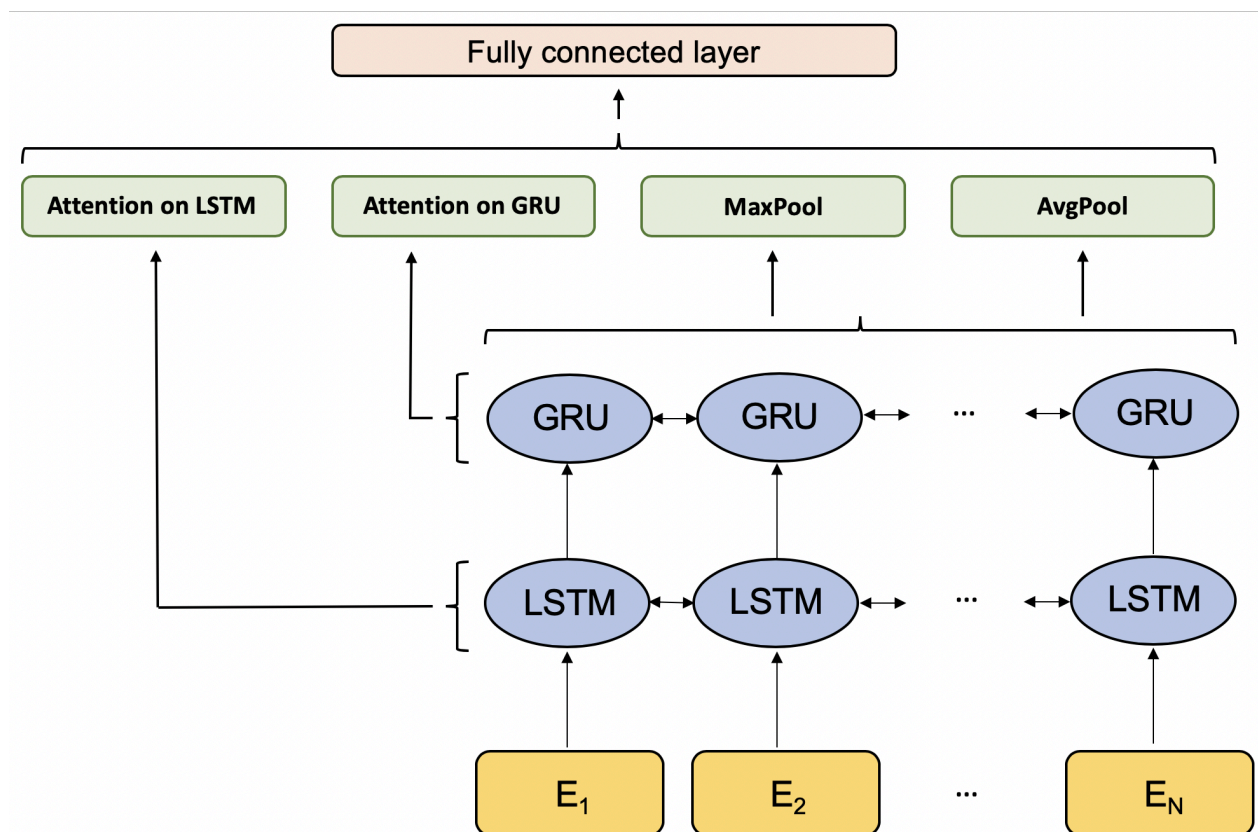 Fully connected layer
Attention on LSTM Attention on GRU MaxPool AvgPool
GRU GRU ... GRU
LSTM LSTM ... LSTM
E₁ E₂ ... E_N